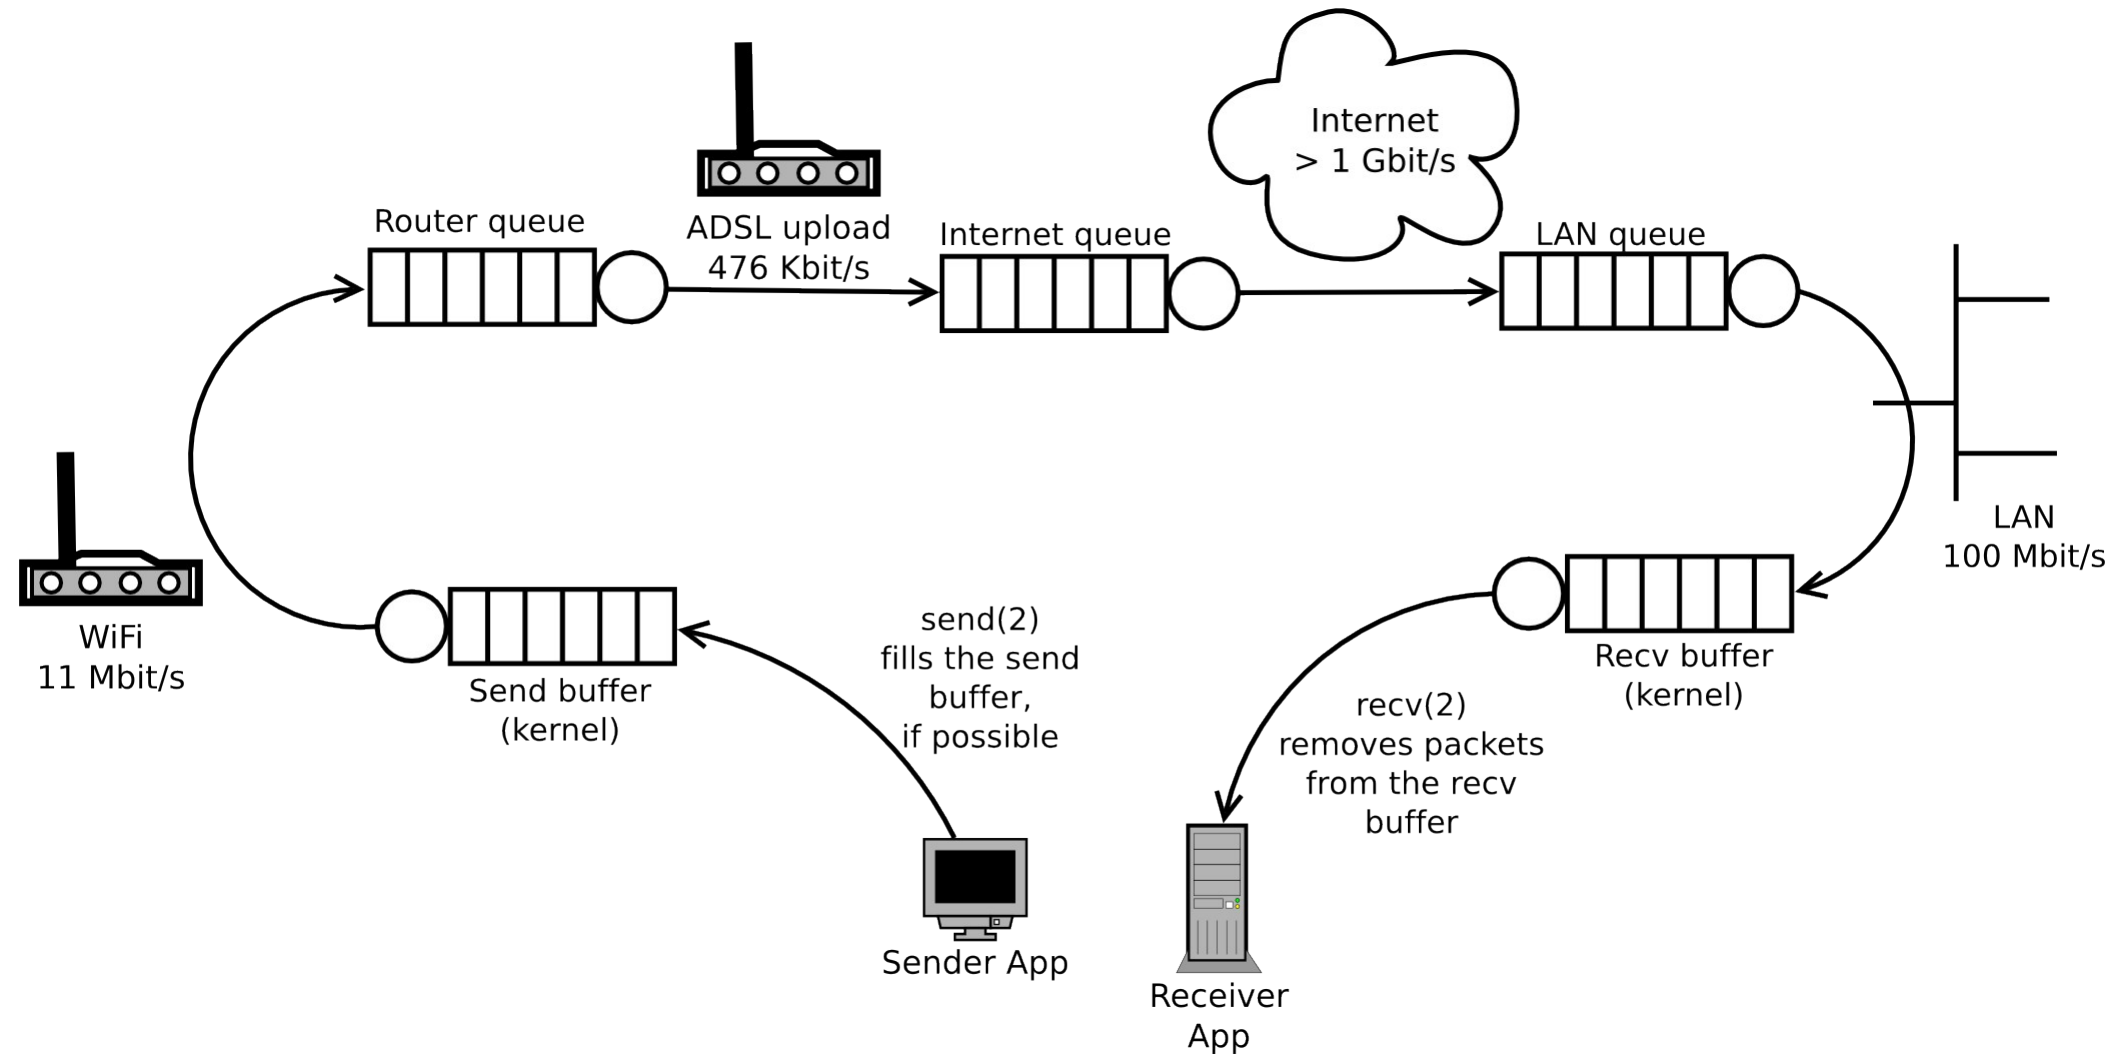 Internet
> 1 Gbit/s
Router queue
ADSL upload
476 Kbit/s
Internet queue
LAN queue
LAN
100 Mbit/s
WiFi
11 Mbit/s
Send buffer
(kernel)
send(2)
fills the send
buffer,
if possible
Recv buffer
(kernel)
recv(2)
removes packets
from the recv
buffer
Sender App
Receiver
App